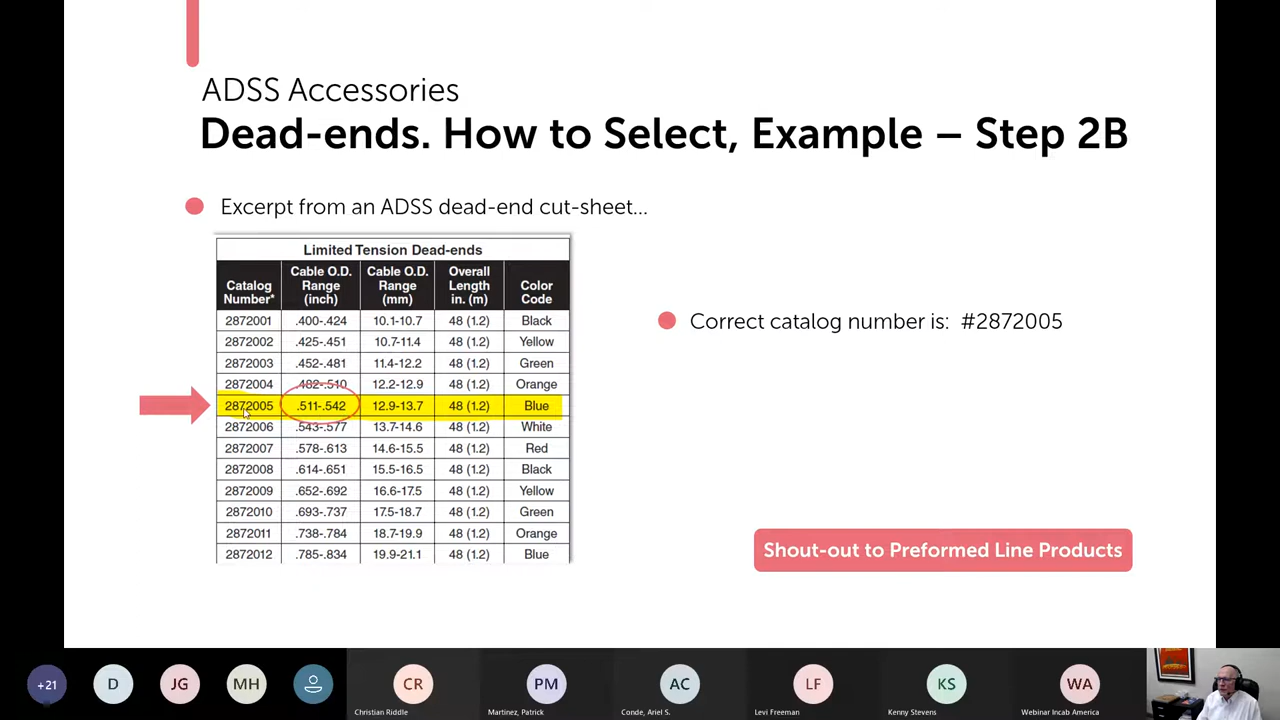 ADSS Accessories
Dead-ends. How to Select, Example – Step 2B
Excerpt from an ADSS dead-end cut-sheet...
Limited Tension Dead-ends
Catalog Number* Cable O.D. Range (inch) Cable O.D. Range (mm) Overall Length in. (m) Color Code
2872001 .400-.424 10.1-10.7 48 (1.2) Black
2872002 .425-.451 10.7-11.4 48 (1.2) Yellow
2872003 .452-.481 11.4-12.2 48 (1.2) Green
2872004 .482-.510 12.2-12.9 48 (1.2) Orange
2872005 .511-.542 12.9-13.7 48 (1.2) Blue
2872006 .543-.577 13.7-14.6 48 (1.2) White
2872007 .578-.613 14.6-15.5 48 (1.2) Red
2872008 .614-.651 15.5-16.5 48 (1.2) Black
2872009 .652-.692 16.6-17.5 48 (1.2) Yellow
2872010 .693-.737 17.5-18.7 48 (1.2) Green
2872011 .738-.784 18.7-19.9 48 (1.2) Orange
2872012 .785-.834 19.9-21.1 48 (1.2) Blue
Correct catalog number is: #2872005
Shout-out to Preformed Line Products
+21 D JG MH CR PM AC LF KS WA
Christian Riddle Martinez, Patrick Conde, Ariel S. Levi Freeman Kenny Stevens Webinar Incab America